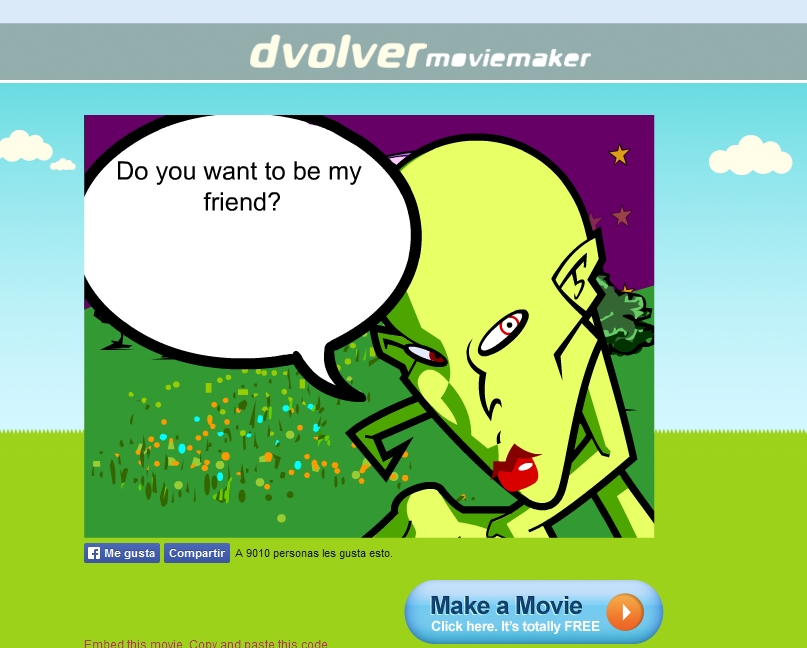 dvolver moviemaker
Do you want to be my
friend?
Me gusta Compartir A 9010 personas les gusta esto.
Make a Movie
Click here. It's totally FREE
Embed this movie. Copy and paste this code